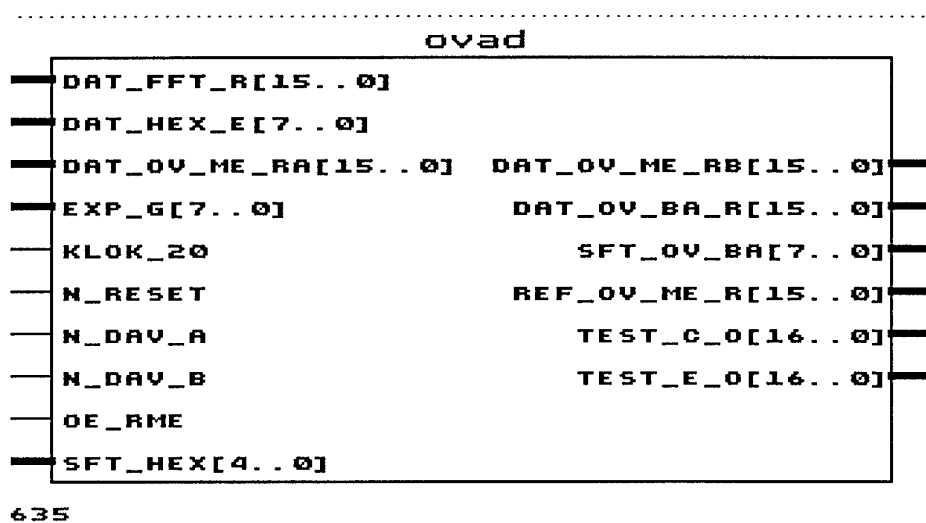 ovad
DAT_FFT_R[15..0]
DAT_HEX_E[7..0]
DAT_OV_ME_RA[15..0] DAT_OV_ME_RB[15..0]
EXP_G[7..0] DAT_OV_BA_R[15..0]
KLOK_20 SFT_OV_BA[7..0]
N_RESET REF_OV_ME_R[15..0]
N_DAV_A TEST_C_O[16..0]
N_DAV_B TEST_E_O[16..0]
OE_RME
SFT_HEX[4..0]
635